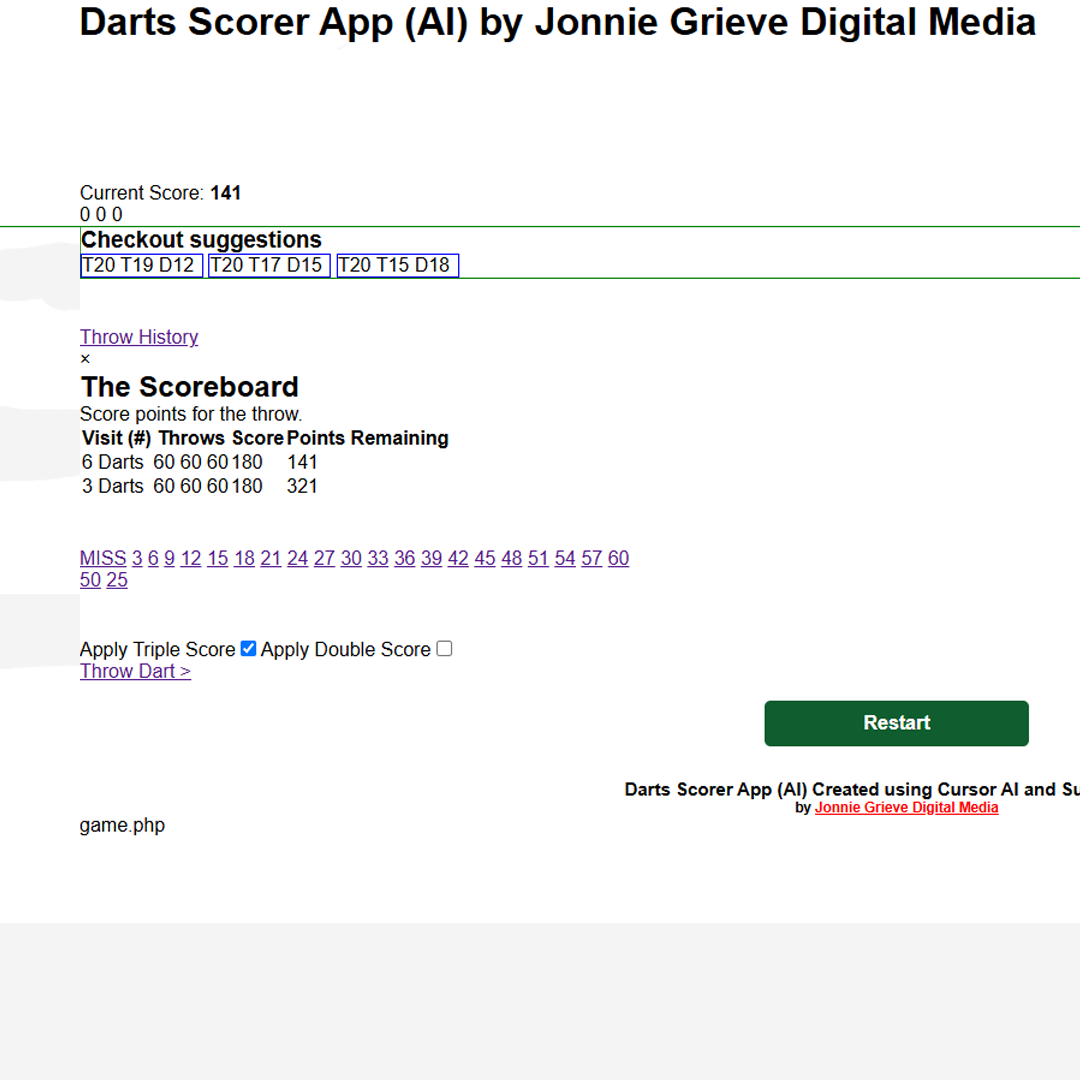 Darts Scorer App (AI) by Jonnie Grieve Digital Media
Current Score: 141
0 0 0
Checkout suggestions
T20 T19 D12 T20 T17 D15 T20 T15 D18
Throw History
×
The Scoreboard
Score points for the throw.
Visit (#) Throws Score Points Remaining
6 Darts 60 60 60 180 141
3 Darts 60 60 60 180 321
MISS 3 6 9 12 15 18 21 24 27 30 33 36 39 42 45 48 51 54 57 60
50 25
Apply Triple Score Apply Double Score
Throw Dart >
Restart
Darts Scorer App (AI) Created using Cursor AI and
by Jonnie Grieve Digital Media
game.php